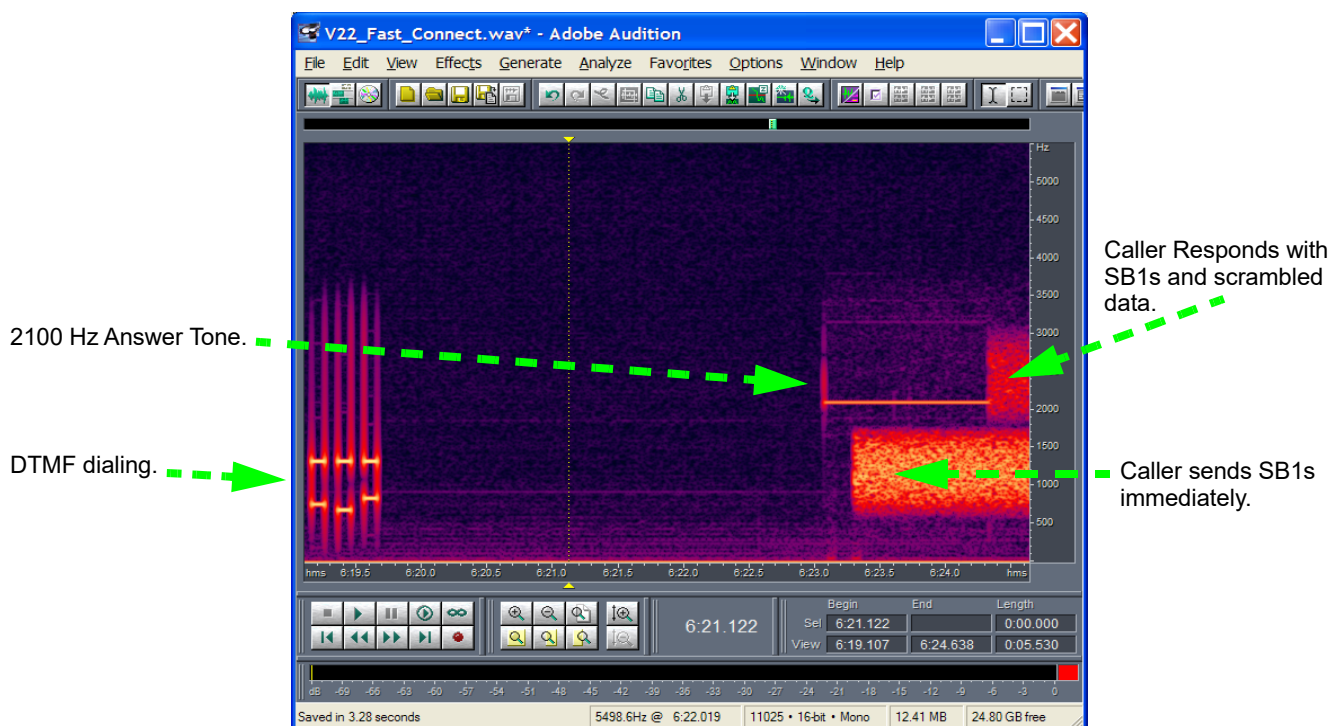 V22_Fast_Connect.wav* - Adobe Audition
File Edit View Effects Generate Analyze Favorites Options Window Help
Hz
5000
4500
4000
3500
3000
2500
2000
1500
1000
500
Caller Responds with
SB1s and scrambled
data.
2100 Hz Answer Tone.
DTMF dialing.
Caller sends SB1s
immediately.
hms 6:19.5 6:20.0 6:20.5 6:21.0 6:21.5 6:22.0 6:22.5 6:23.0 6:23.5 6:24.0 hms
6:21.122
Begin End Length
Sel 6:21.122 0:00.000
View 6:19.107 6:24.638 0:05.530
dB -69 -66 -63 -60 -57 -54 -51 -48 -45 -42 -39 -36 -33 -30 -27 -24 -21 -18 -15 -12 -9 -6 -3 0
Saved in 3.28 seconds 5498.6Hz @ 6:22.019 11025 • 16-bit • Mono 12.41 MB 24.80 GB free